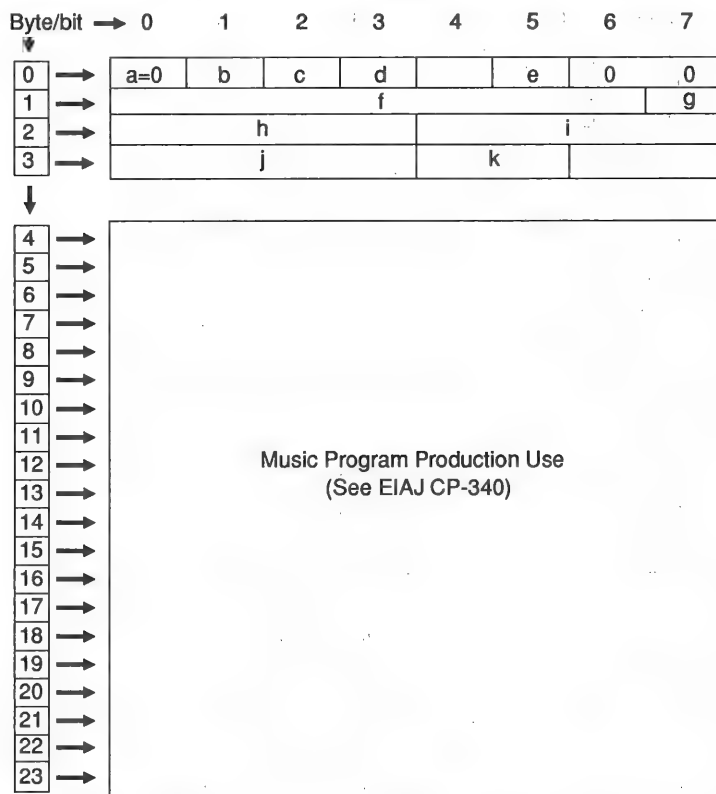 Byte/bit 0 1 2 3 4 5 6 7
0 a=0 b c d e 0 0
1 f g
2 h i
3 j k
4
5
6
7
8
9
10
11
12 Music Program Production Use
13 (See EIAJ CP-340)
14
15
16
17
18
19
20
21
22
23